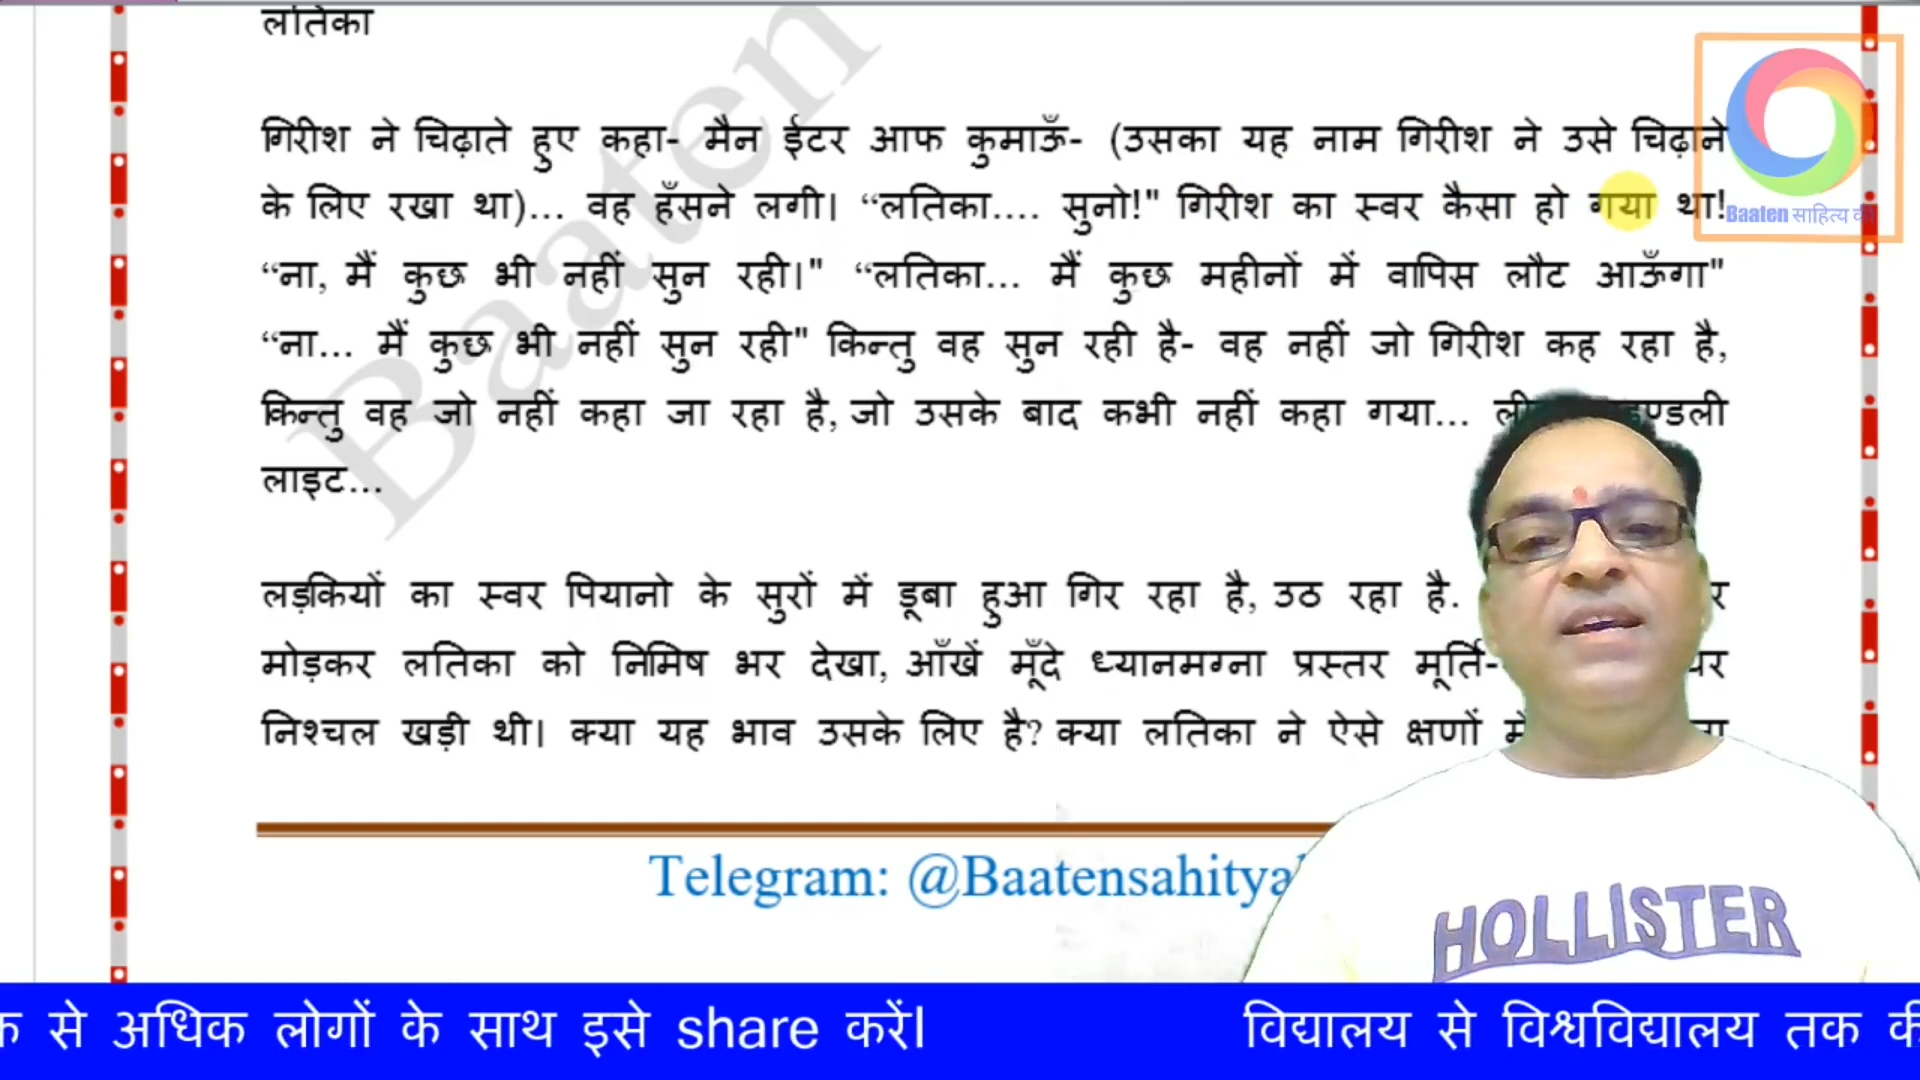 लतिका
गिरीश ने चिढ़ाते हुए कहा- मैन ईटर आफ कुमाऊँ- (उसका यह नाम गिरीश ने उसे चिढ़ाने
के लिए रखा था)... वह हँसने लगी। “लतिका.... सुनो!" गिरीश का स्वर कैसा हो गया था!
“ना, मैं कुछ भी नहीं सुन रही।" “लतिका... मैं कुछ महीनों में वापिस लौट आऊँगा"
“ना... मैं कुछ भी नहीं सुन रही" किन्तु वह सुन रही है- वह नहीं जो गिरीश कह रहा है,
किन्तु वह जो नहीं कहा जा रहा है, जो उसके बाद कभी नहीं कहा गया...
लाइट...
लड़कियों का स्वर पियानो के सुरों में डूबा हुआ गिर रहा है, उठ रहा है.
मोड़कर लतिका को निमिष भर देखा, आँखें मूँदे ध्यानमग्ना प्रस्तर मूर्ति-
निश्चल खड़ी थी। क्या यह भाव उसके लिए है? क्या लतिका ने ऐसे क्षणों
Telegram: @Baatensahitya
Baaten साहित्य की
Baaten
HOLLISTER
से अधिक लोगों के साथ इसे share करें। विद्यालय से विश्वविद्यालय तक की